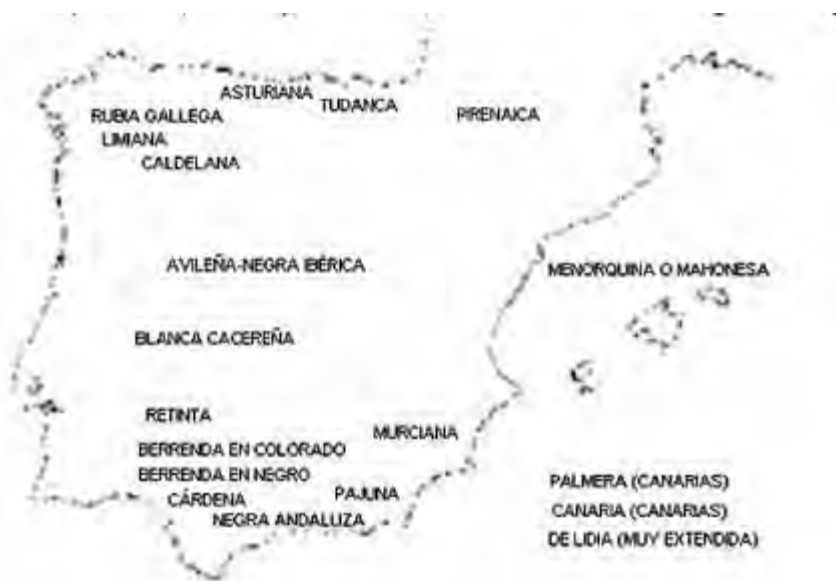 ASTURIANA
TUDANCA
RUBIA GALLEGA
PIRENAICA
LIMIANA
CALDELANA
AVILEÑA-NEGRA IBÉRICA
MENORQUINA O MAHONESA
BLANCA CACEREÑA
RETINTA
MURCIANA
BERRENDA EN COLORADO
BERRENDA EN NEGRO
PAJUNA
CÁRDENA
NEGRA ANDALUZA
PALMERA (CANARIAS)
CANARIA (CANARIAS)
DE LIDIA (MUY EXTENDIDA)